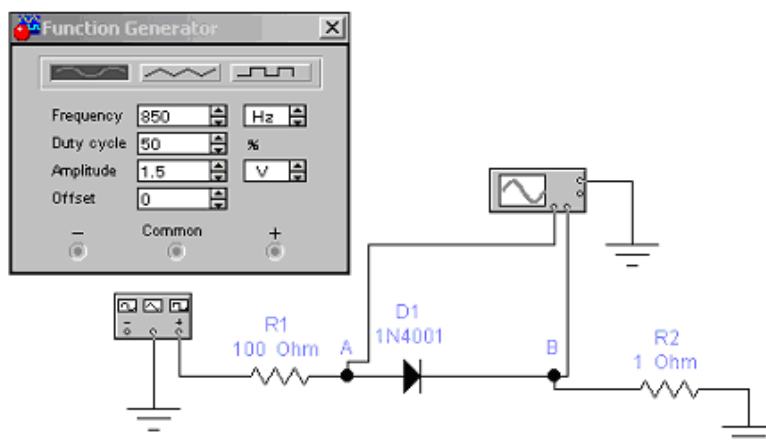 Function Generator
Frequency 850 Hz
Duty cycle 50 %
Amplitude 1.5 V
Offset 0
− Common +
D1
1N4001
R1
100 Ohm
A
B
R2
1 Ohm
− +